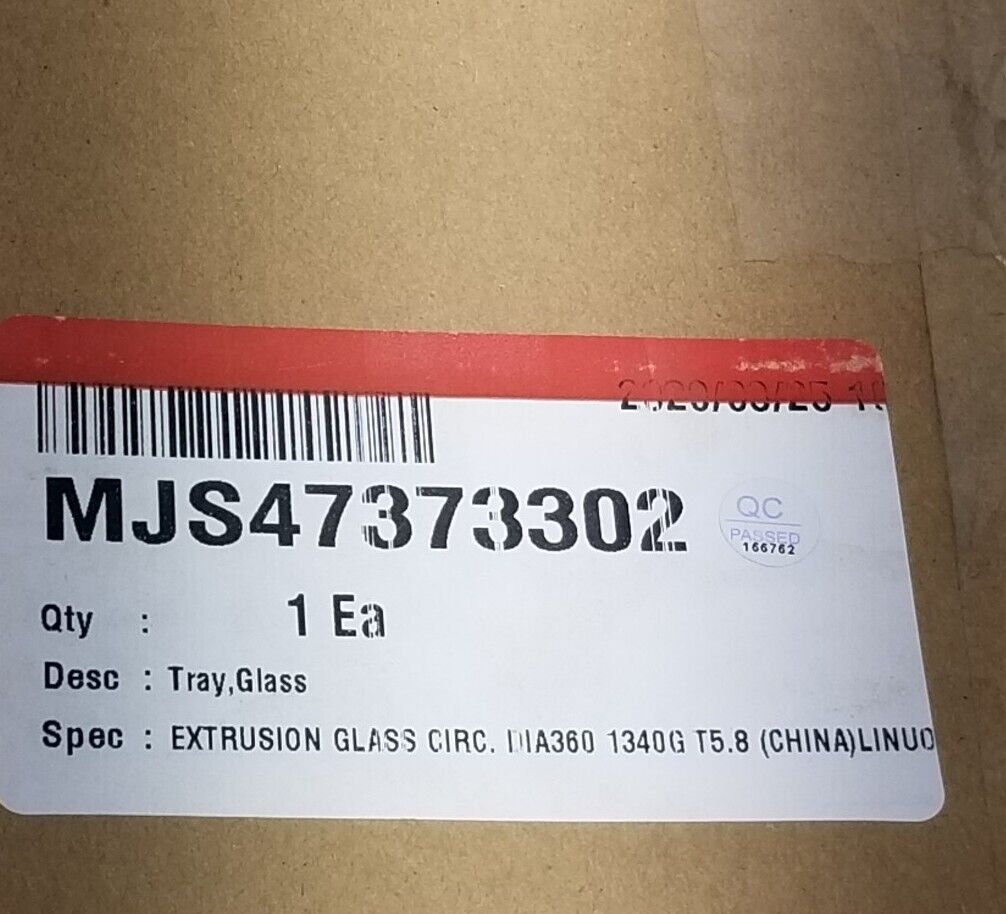 MJS47373302
QC
PASSED
166762
Qty : 1 Ea
Desc : Tray,Glass
Spec : EXTRUSION GLASS CIRC. DIA360 1340G T5.8 (CHINA)LINUO